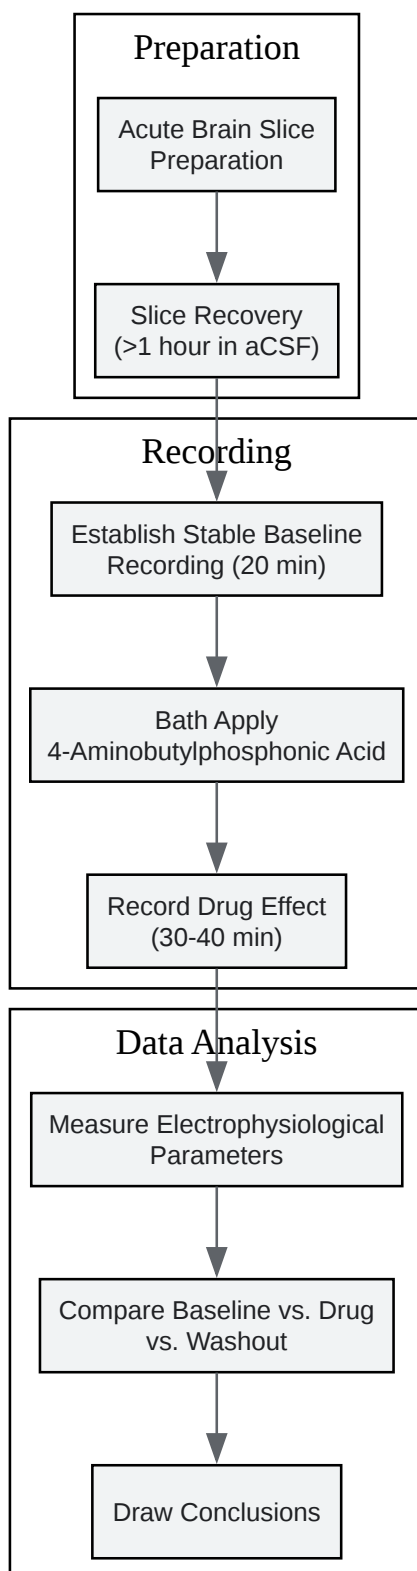 Preparation
Acute Brain Slice
Preparation
Slice Recovery
(>1 hour in aCSF)
Recording
Establish Stable Baseline
Recording (20 min)
Bath Apply
4-Aminobutylphosphonic Acid
Record Drug Effect
(30-40 min)
Data Analysis
Measure Electrophysiological
Parameters
Compare Baseline vs. Drug
vs. Washout
Draw Conclusions